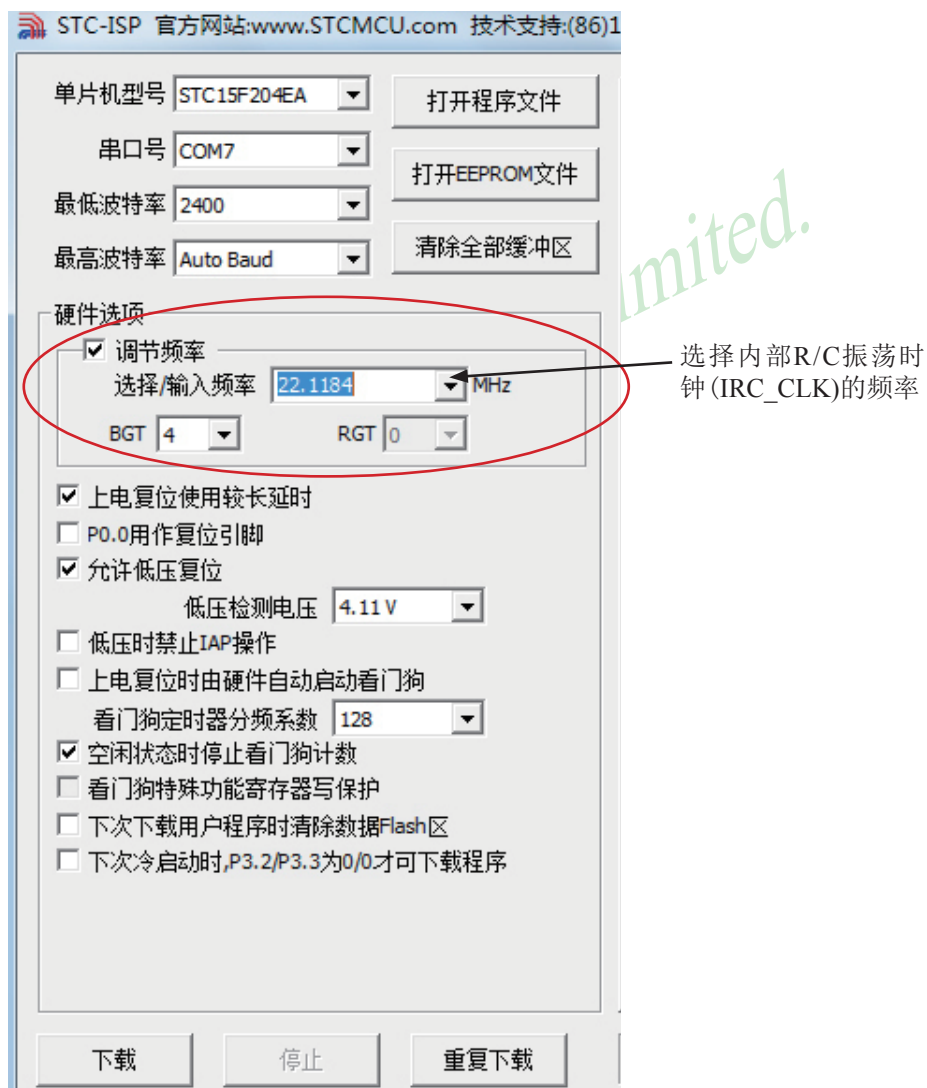 STC-ISP 官方网站:www.STCMCU.com 技术支持:(86)1
单片机型号 STC15F204EA 打开程序文件
串口号 COM7
打开EEPROM文件
最低波特率 2400
清除全部缓冲区
最高波特率 Auto Baud
imited.
硬件选项
调节频率
选择/输入频率 22.1184 MHz
选择内部R/C振荡时
钟(IRC_CLK)的频率
BGT 4 RGT 0
上电复位使用较长延时
P0.0用作复位引脚
允许低压复位
低压检测电压 4.11 V
低压时禁止IAP操作
上电复位时由硬件自动启动看门狗
看门狗定时器分频系数 128
空闲状态时停止看门狗计数
看门狗特殊功能寄存器写保护
下次下载用户程序时清除数据Flash区
下次冷启动时,P3.2/P3.3为0/0才可下载程序
下载 停止 重复下载